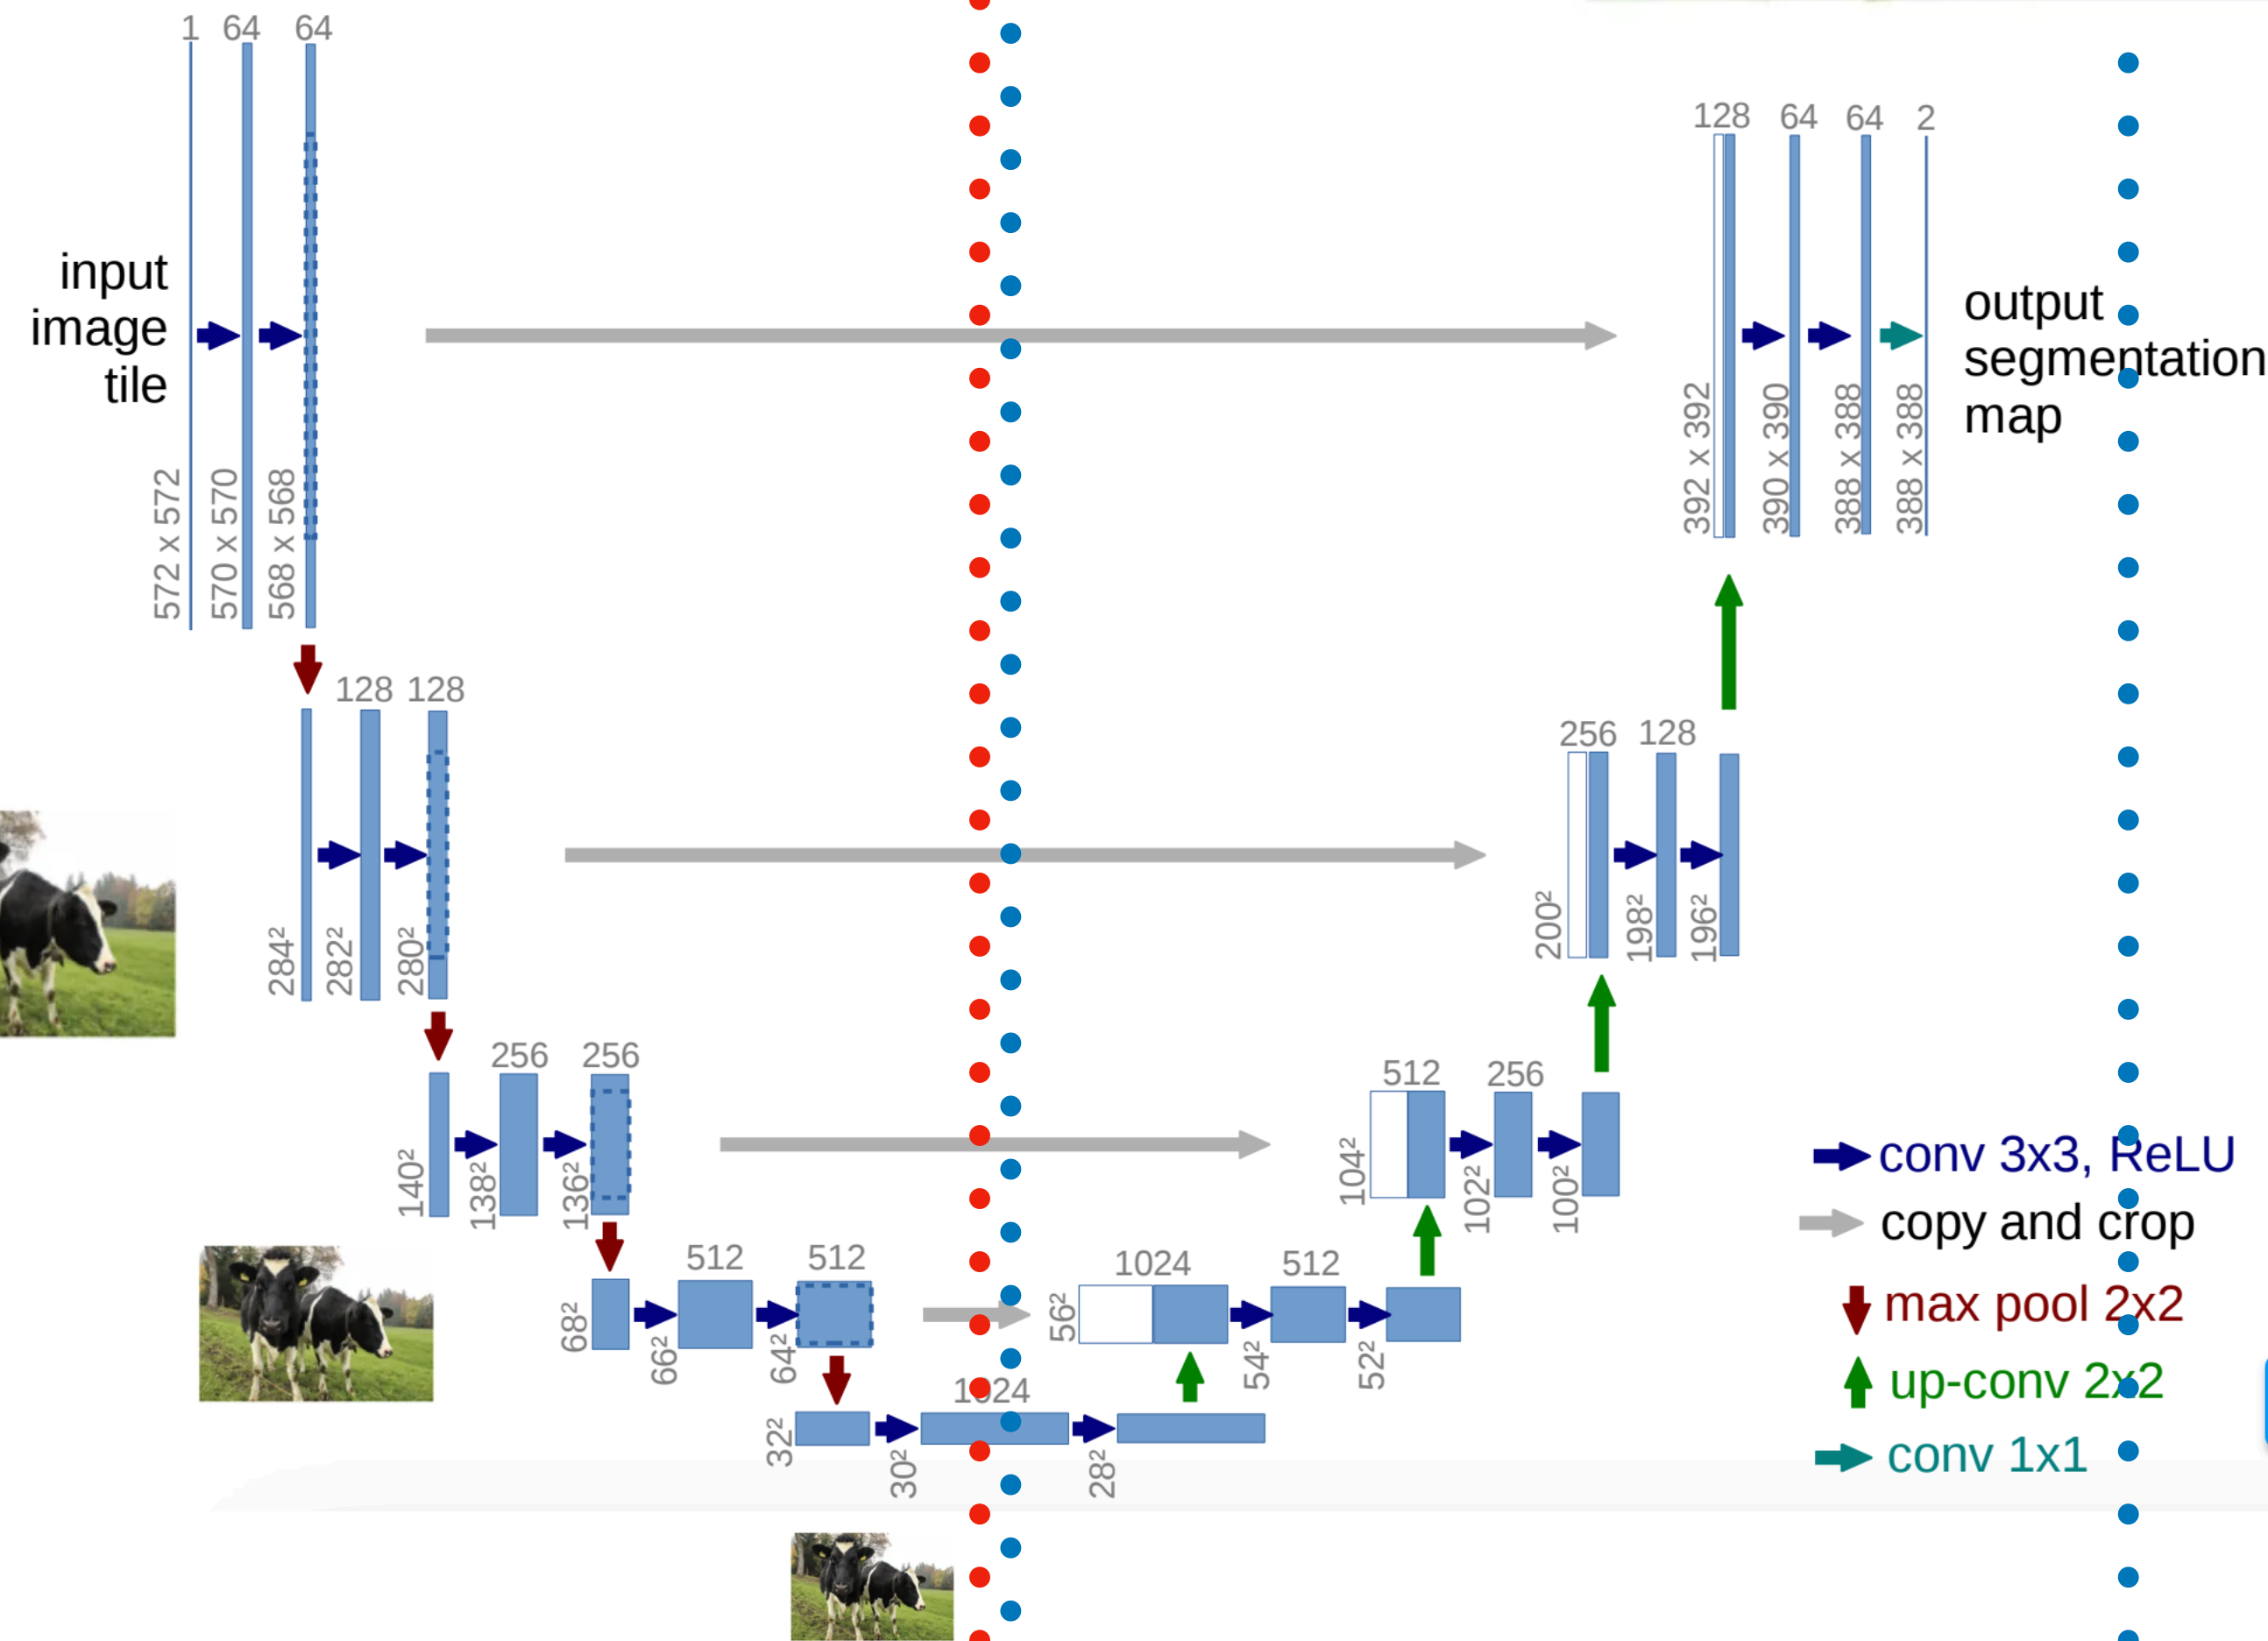 1 64 64
128 64 64 2
input
image
tile
output
segmentation
map
572 x 572
570 x 570
568 x 568
392 x 392
390 x 390
388 x 388
388 x 388
128 128
256 128
284²
282²
280²
200²
198²
196²
256 256
512 256
140²
138²
136²
104²
102²
100²
conv 3x3, ReLU
copy and crop
max pool 2x2
up-conv 2x2
conv 1x1
512 512
1024 512
68²
66²
64²
56²
54²
52²
1024
32²
30²
28²